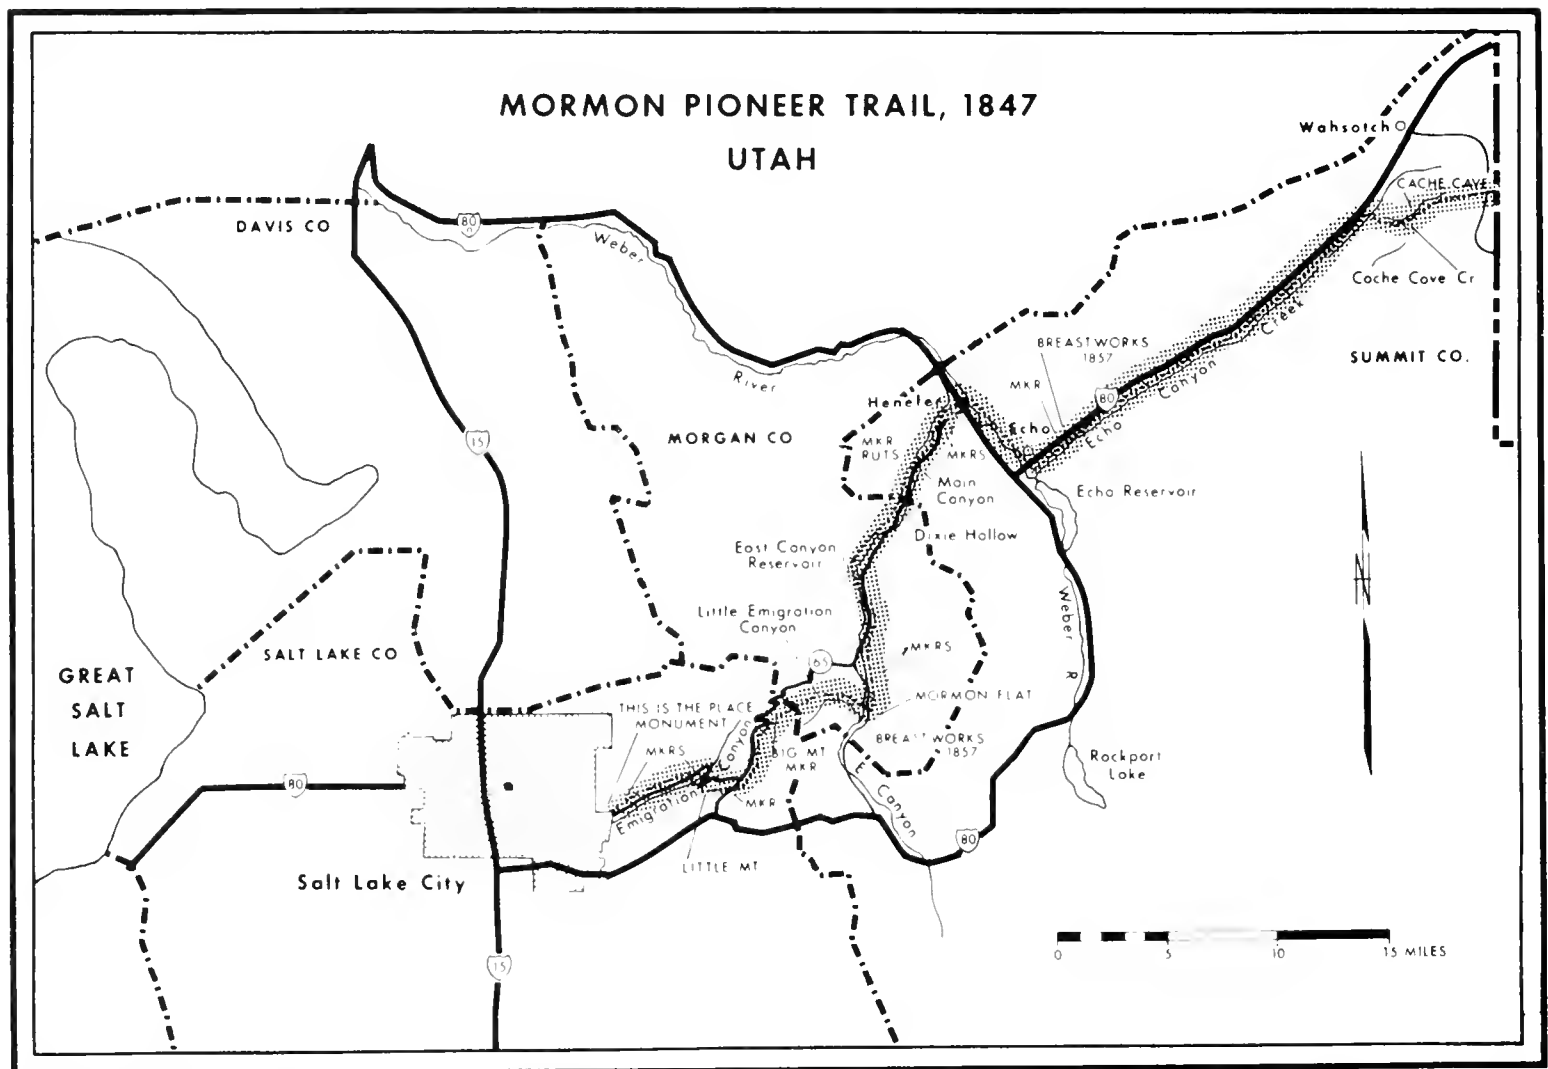 MORMON PIONEER TRAIL, 1847
UTAH
Wahsotch
CACHE CAVE
DAVIS CO
80
Weber
Coche Cove Cr
Creek
BREASTWORKS
1857
SUMMIT CO.
River
MKR
Canyon
80
Henefer
Echo
Echo
15
MORGAN CO
MKR
RUTS
MKRS
Main
Canyon
Echo Reservoir
Dixie Hollow
East Canyon
Reservoir
N
Little Emigration
Canyon
Weber
R
SALT LAKE CO
65
MKRS
GREAT
SALT
LAKE
MORMON FLAT
THIS IS THE PLACE
MONUMENT
Canyon
BREAST WORKS
1857
MKRS
BIG MT
MKR
Rockport
Lake
80
E Canyon
Emigration
MKR
80
LITTLE MT
Salt Lake City
15
0 5 10 15 MILES